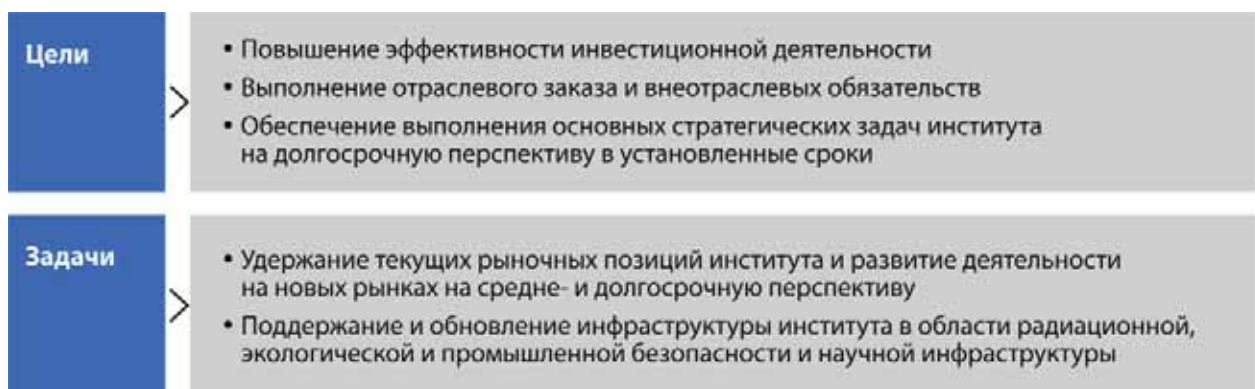 Цели
• Повышение эффективности инвестиционной деятельности
• Выполнение отраслевого заказа и внеотраслевых обязательств
• Обеспечение выполнения основных стратегических задач института
на долгосрочную перспективу в установленные сроки
Задачи
• Удержание текущих рыночных позиций института и развитие деятельности
на новых рынках на средне- и долгосрочную перспективу
• Поддержание и обновление инфраструктуры института в области радиационной,
экологической и промышленной безопасности и научной инфраструктуры